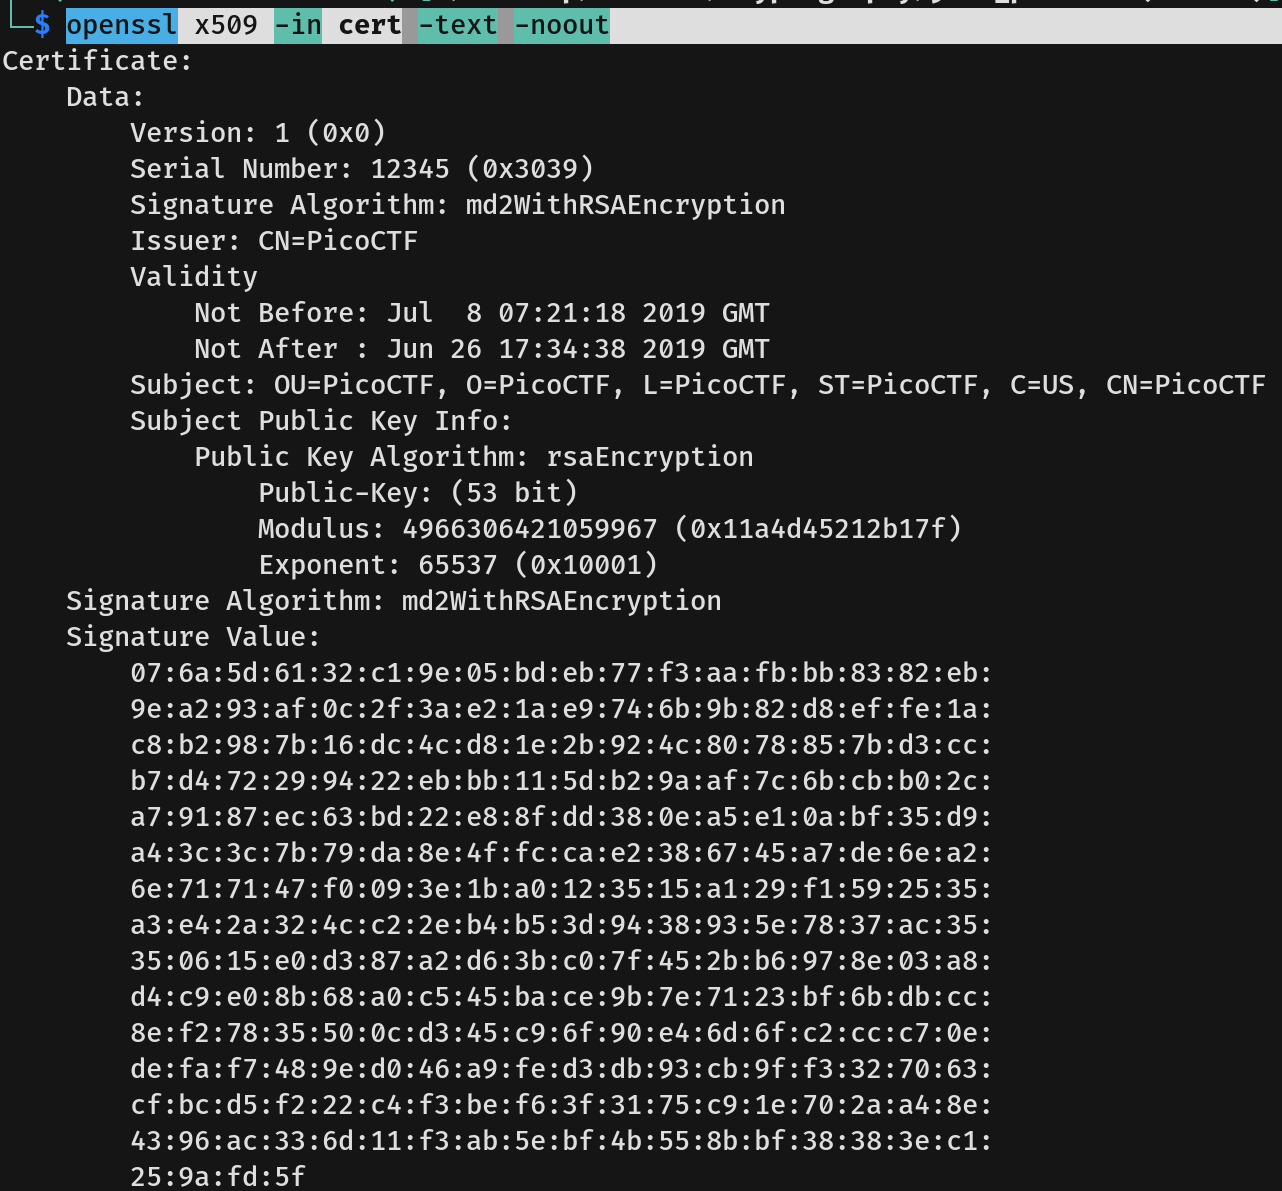 $ openssl x509 -in cert -text -noout
Certificate:
    Data:
        Version: 1 (0x0)
        Serial Number: 12345 (0x3039)
        Signature Algorithm: md2WithRSAEncryption
        Issuer: CN=PicoCTF
        Validity
            Not Before: Jul  8 07:21:18 2019 GMT
            Not After : Jun 26 17:34:38 2019 GMT
        Subject: OU=PicoCTF, O=PicoCTF, L=PicoCTF, ST=PicoCTF, C=US, CN=PicoCTF
        Subject Public Key Info:
            Public Key Algorithm: rsaEncryption
                Public-Key: (53 bit)
                Modulus: 4966306421059967 (0x11a4d45212b17f)
                Exponent: 65537 (0x10001)
    Signature Algorithm: md2WithRSAEncryption
    Signature Value:
        07:6a:5d:61:32:c1:9e:05:bd:eb:77:f3:aa:fb:bb:83:82:eb:
        9e:a2:93:af:0c:2f:3a:e2:1a:e9:74:6b:9b:82:d8:ef:fe:1a:
        c8:b2:98:7b:16:dc:4c:d8:1e:2b:92:4c:80:78:85:7b:d3:cc:
        b7:d4:72:29:94:22:eb:bb:11:5d:b2:9a:af:7c:6b:cb:b0:2c:
        a7:91:87:ec:63:bd:22:e8:8f:dd:38:0e:a5:e1:0a:bf:35:d9:
        a4:3c:3c:7b:79:da:8e:4f:fc:ca:e2:38:67:45:a7:de:6e:a2:
        6e:71:71:47:f0:09:3e:1b:a0:12:35:15:a1:29:f1:59:25:35:
        a3:e4:2a:32:4c:c2:2e:b4:b5:3d:94:38:93:5e:78:37:ac:35:
        35:06:15:e0:d3:87:a2:d6:3b:c0:7f:45:2b:b6:97:8e:03:a8:
        d4:c9:e0:8b:68:a0:c5:45:ba:ce:9b:7e:71:23:bf:6b:db:cc:
        8e:f2:78:35:50:0c:d3:45:c9:6f:90:e4:6d:6f:c2:cc:c7:0e:
        de:fa:f7:48:9e:d0:46:a9:fe:d3:db:93:cb:9f:f3:32:70:63:
        cf:bc:d5:f2:22:c4:f3:be:f6:3f:31:75:c9:1e:70:2a:a4:8e:
        43:96:ac:33:6d:11:f3:ab:5e:bf:4b:55:8b:bf:38:38:3e:c1:
        25:9a:fd:5f